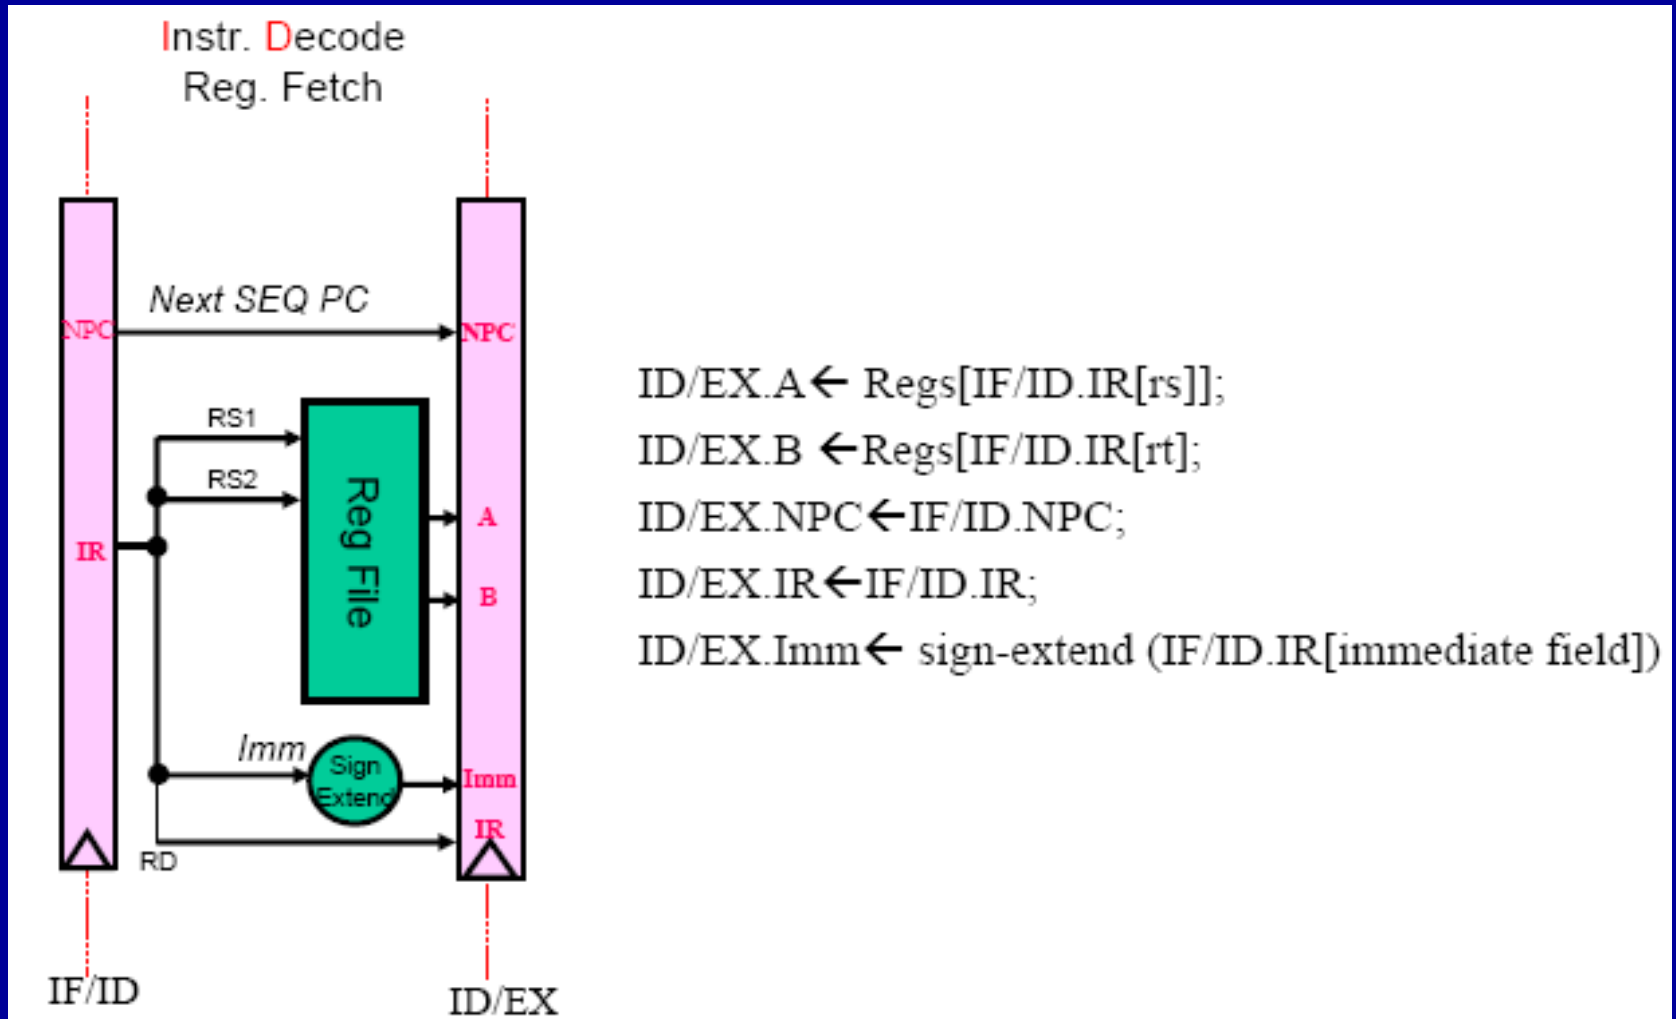 Instr. Decode
Reg. Fetch
Next SEQ PC
NPC
NPC
RS1
RS2
Reg File
A
IR
B
Imm
Sign
Extend
Imm
IR
RD
IF/ID
ID/EX
ID/EX.A← Regs[IF/ID.IR[rs]];
ID/EX.B ←Regs[IF/ID.IR[rt];
ID/EX.NPC←IF/ID.NPC;
ID/EX.IR←IF/ID.IR;
ID/EX.Imm← sign-extend (IF/ID.IR[immediate field])